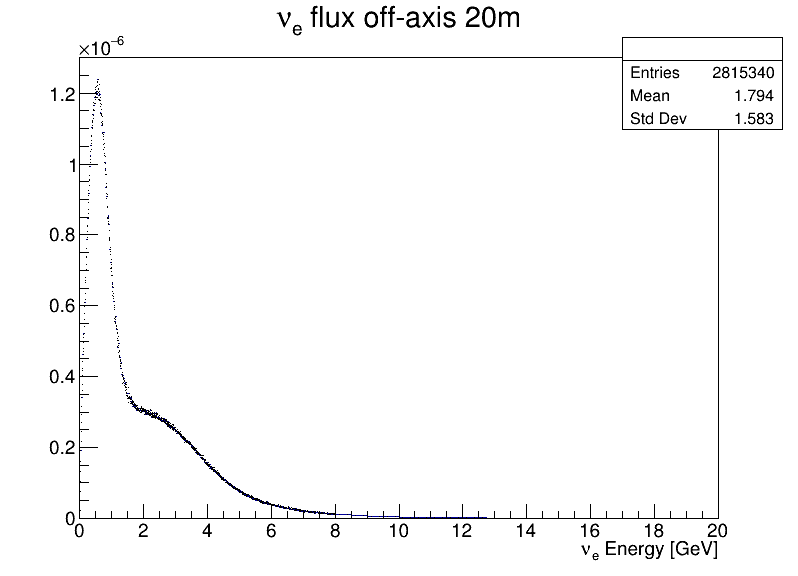 νe flux off-axis 20m
×10−6
Entries 2815340
Mean 1.794
Std Dev 1.583
1.2
1
0.8
0.6
0.4
0.2
0
0 2 4 6 8 10 12 14 16 18 20
νe Energy [GeV]